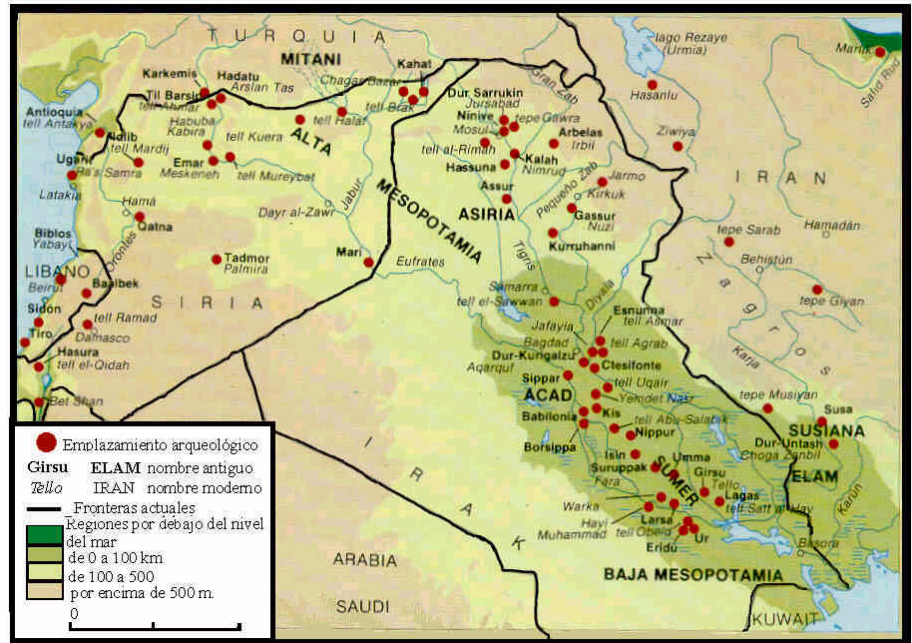 TURQUIA
MITANI
lago Rezaye
(Urmia)
Marlik
Safid Rud
Karkemis
Hadatu
Arslan Tas
Chagar Bazar
Kahat
Til Barsip
tell Ahmar
tell Brak
tell Halaf
Dur Sarrukin
Jursabad
Gran Zab
Hasanlu
Antioquia
tell Antakya
Habuba
Kabira
tell Kuera
ALTA
Ninive
Mosul
tepe Gawra
Arbelas
Irbil
Ziwiya
Idlib
tell Mardij
Emar
Meskeneh
tell Mureybat
tell al-Rimah
Hassuna
Kalah
Nimrud
Ugarit
Ra's Samra
Latakia
Jabur
Assur
Pequeño Zab
Jarmo
Kirkuk
IRAN
Hamá
Qatna
Dayr al-Zawr
MESOPOTAMIA
ASIRIA
Gassur
Nuzi
Kurruhanni
Hamadán
tepe Sarab
Biblos
Yabayl
Orontes
Tadmor
Palmira
Mari
Eufrates
Tigris
Behistún
Zagros
LIBANO
Beirut
Baalbek
SIRIA
Samarra
tell el-Sawwan
Diyala
tepe Giyan
Sidon
tell Ramad
Damasco
Tiro
Esnunna
tell Asmar
Jafayia
Bagdad
tell Agrab
Karja
Hasura
tell el-Qidah
Dur-Kurigalzu
Aqarquf
Ctesifonte
Sippar
tell Uqair
Bet Shan
ACAD
Yemdet Nasr
tepe Musiyan
Babilonia
Kis
tell Abu-Salabik
Susa
SUSIANA
Borsippa
Nippur
Dur-Untash
Choga Zanbil
Isin
Umma
Suruppak
Fara
SUMER
Girsu
Tello
ELAM
Karún
IRAK
Warka
Lagas
Hayi
Muhammad
Larsa
tell Obeid
Ur
Eridu
Basora
ARABIA
SAUDI
BAJA MESOPOTAMIA
KUWAIT
Emplazamiento arqueológico
Girsu ELAM nombre antiguo
Tello IRAN nombre moderno
Fronteras actuales
Regiones por debajo del nivel
del mar
de 0 a 100 km
de 100 a 500
por encima de 500 m.
0